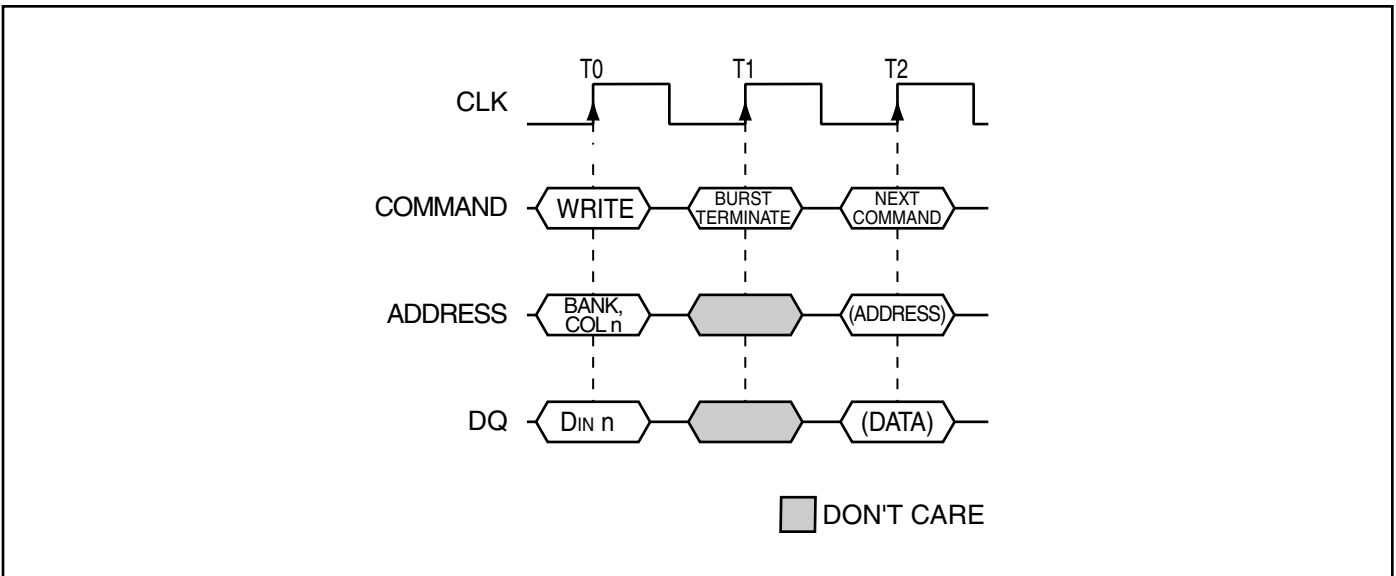 T0 T1 T2
CLK
COMMAND WRITE BURST TERMINATE NEXT COMMAND
ADDRESS BANK, COL n (ADDRESS)
DQ DIN n (DATA)
DON'T CARE